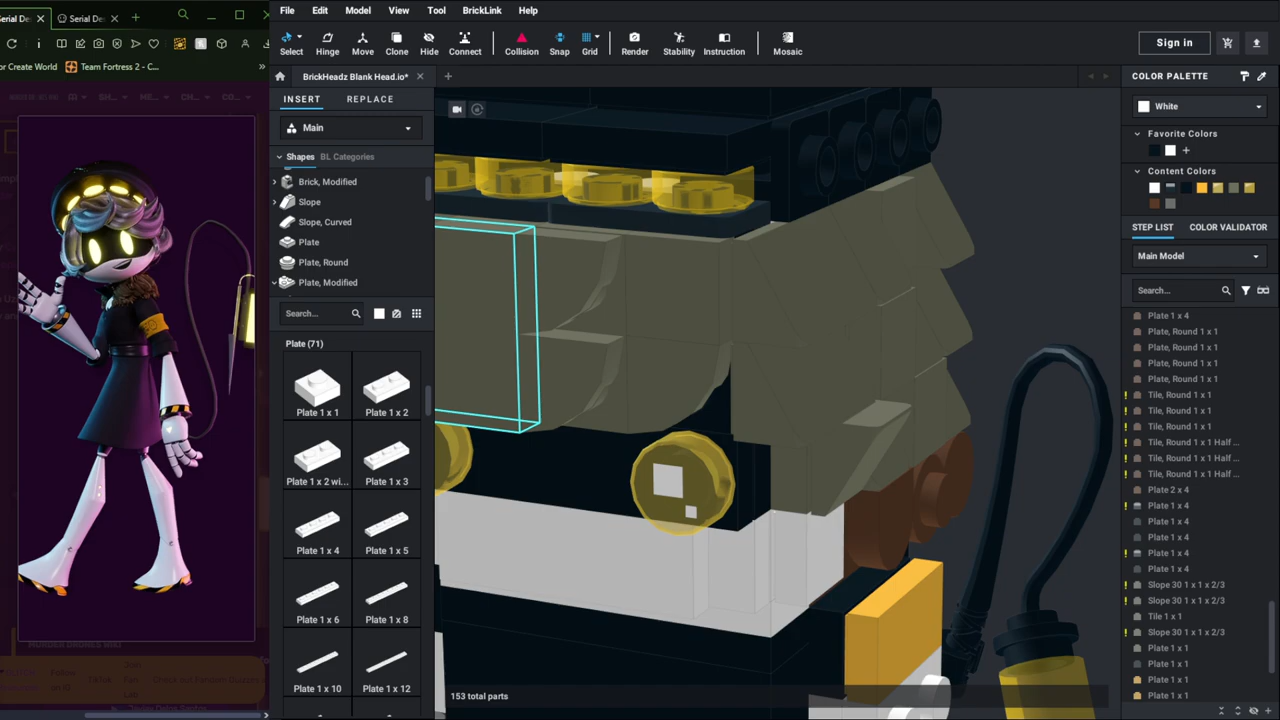 Serial De
Serial De
or Create World
Team Fortress 2 - C...
File
Edit
Model
View
Tool
BrickLink
Help
Select
Hinge
Move
Clone
Hide
Connect
Collision
Snap
Grid
Render
Stability
Instruction
Mosaic
Sign in
BrickHeadz Blank Head.io*
INSERT
REPLACE
Main
Shapes
BL Categories
Brick, Modified
Slope
Slope, Curved
Plate
Plate, Round
Plate, Modified
Search...
Plate (71)
Plate 1 x 1
Plate 1 x 2
Plate 1 x 2 wi...
Plate 1 x 3
Plate 1 x 4
Plate 1 x 5
Plate 1 x 6
Plate 1 x 8
Plate 1 x 10
Plate 1 x 12
153 total parts
COLOR PALETTE
White
Favorite Colors
Content Colors
STEP LIST
COLOR VALIDATOR
Main Model
Search...
Plate 1 x 4
Plate, Round 1 x 1
Plate, Round 1 x 1
Plate, Round 1 x 1
Plate, Round 1 x 1
Tile, Round 1 x 1
Tile, Round 1 x 1
Tile, Round 1 x 1
Tile, Round 1 x 1 Half ...
Tile, Round 1 x 1 Half ...
Tile, Round 1 x 1 Half ...
Plate 2 x 4
Plate 1 x 4
Plate 1 x 4
Plate 1 x 4
Plate 1 x 4
Plate 1 x 4
Slope 30 1 x 1 x 2/3
Slope 30 1 x 1 x 2/3
Tile 1 x 1
Slope 30 1 x 1 x 2/3
Plate 1 x 1
Plate 1 x 1
Plate 1 x 1
Plate 1 x 1